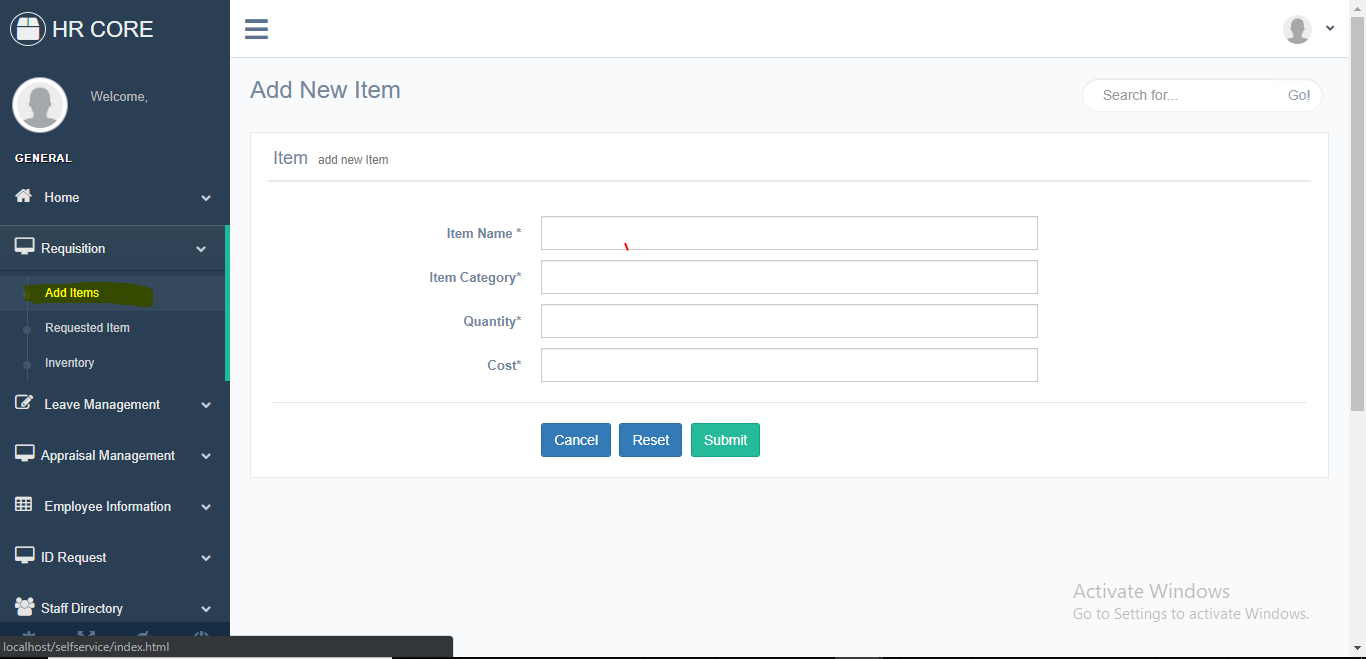 HR CORE
Welcome,
GENERAL
Home
Requisition
Add Items
Requested Item
Inventory
Leave Management
Appraisal Management
Employee Information
ID Request
Staff Directory
localhost/selfservice/index.html
Add New Item
Search for...
Go!
Item add new Item
Item Name *
Item Category*
Quantity*
Cost*
Cancel Reset Submit
Activate Windows
Go to Settings to activate Windows.